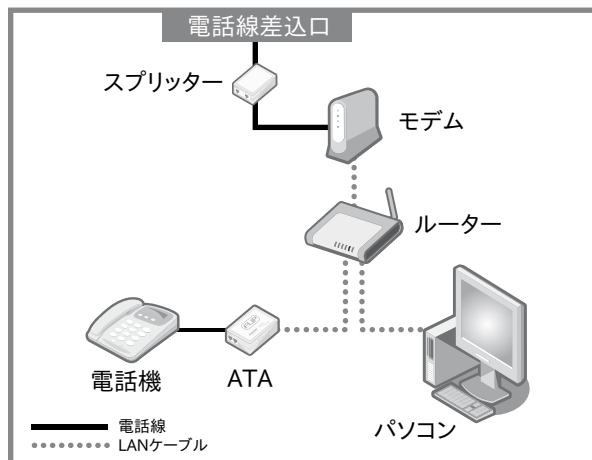 電話線差込口
スプリッター
モデム
ルーター
FLIP
電話機
ATA
パソコン
電話線
LANケーブル